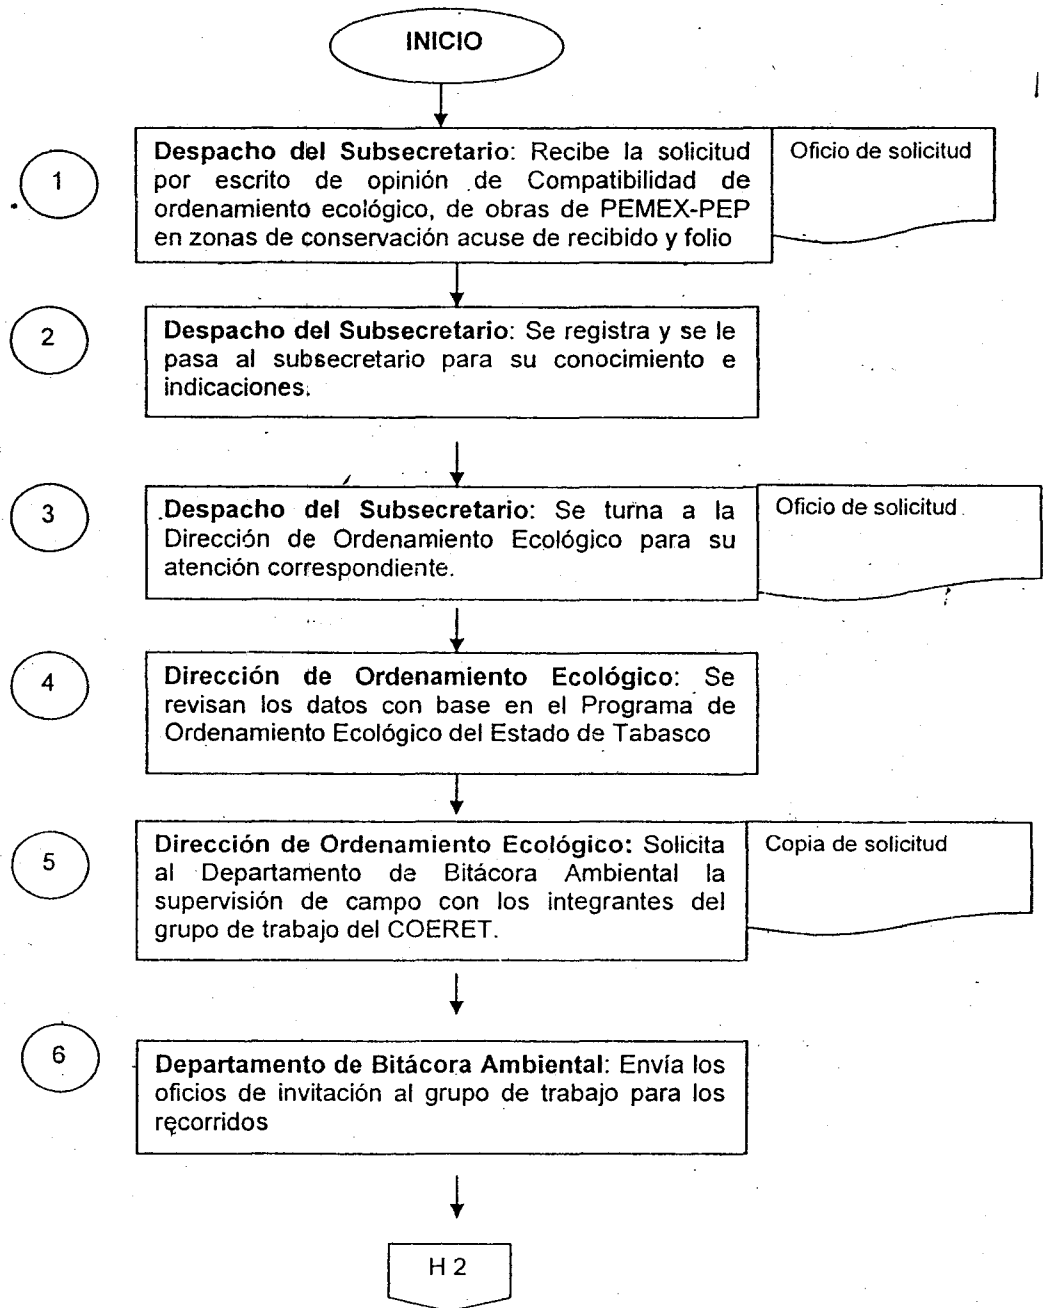 INICIO
1
Despacho del Subsecretario: Recibe la solicitud
por escrito de opinión de Compatibilidad de
ordenamiento ecológico, de obras de PEMEX-PEP
en zonas de conservación acuse de recibido y folio
Oficio de solicitud
2
Despacho del Subsecretario: Se registra y se le
pasa al subsecretario para su conocimiento e
indicaciones.
3
Despacho del Subsecretario: Se turna a la
Dirección de Ordenamiento Ecológico para su
atención correspondiente.
Oficio de solicitud
4
Dirección de Ordenamiento Ecológico: Se
revisan los datos con base en el Programa de
Ordenamiento Ecológico del Estado de Tabasco
5
Dirección de Ordenamiento Ecológico: Solicita
al Departamento de Bitácora Ambiental la
supervisión de campo con los integrantes del
grupo de trabajo del COERET.
Copia de solicitud
6
Departamento de Bitácora Ambiental: Envía los
oficios de invitación al grupo de trabajo para los
recorridos
H 2